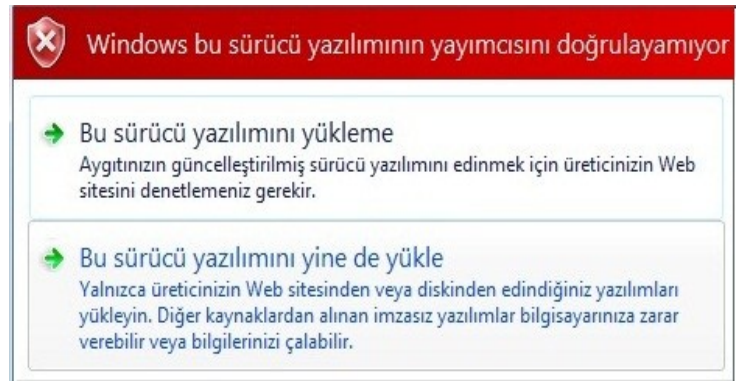 Windows bu sürücü yazılımının yayımcısını doğrulayamıyor
Bu sürücü yazılımını yükleme
Aygıtınızın güncelleştirilmiş sürücü yazılımını edinmek için üreticinizin Web
sitesini denetlemeniz gerekir.
Bu sürücü yazılımını yine de yükle
Yalnızca üreticinizin Web sitesinden veya diskinden edindiğiniz yazılımları
yükleyin. Diğer kaynaklardan alınan imzasız yazılımlar bilgisayarınıza zarar
verebilir veya bilgilerinizi çalabilir.